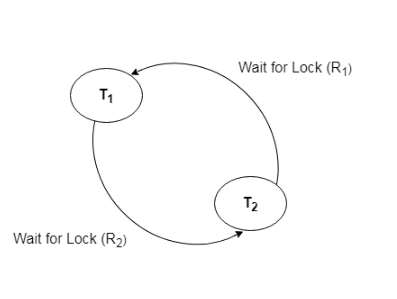 Wait for Lock (R₁)
T₁
T₂
Wait for Lock (R₂)